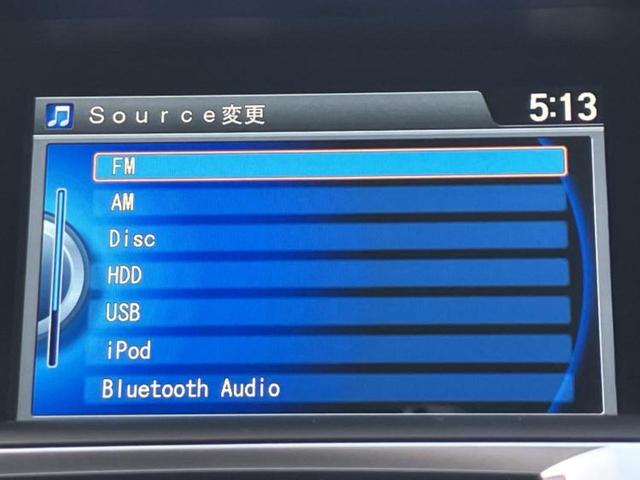 Source変更
5:13
FM
AM
Disc
HDD
USB
iPod
Bluetooth Audio